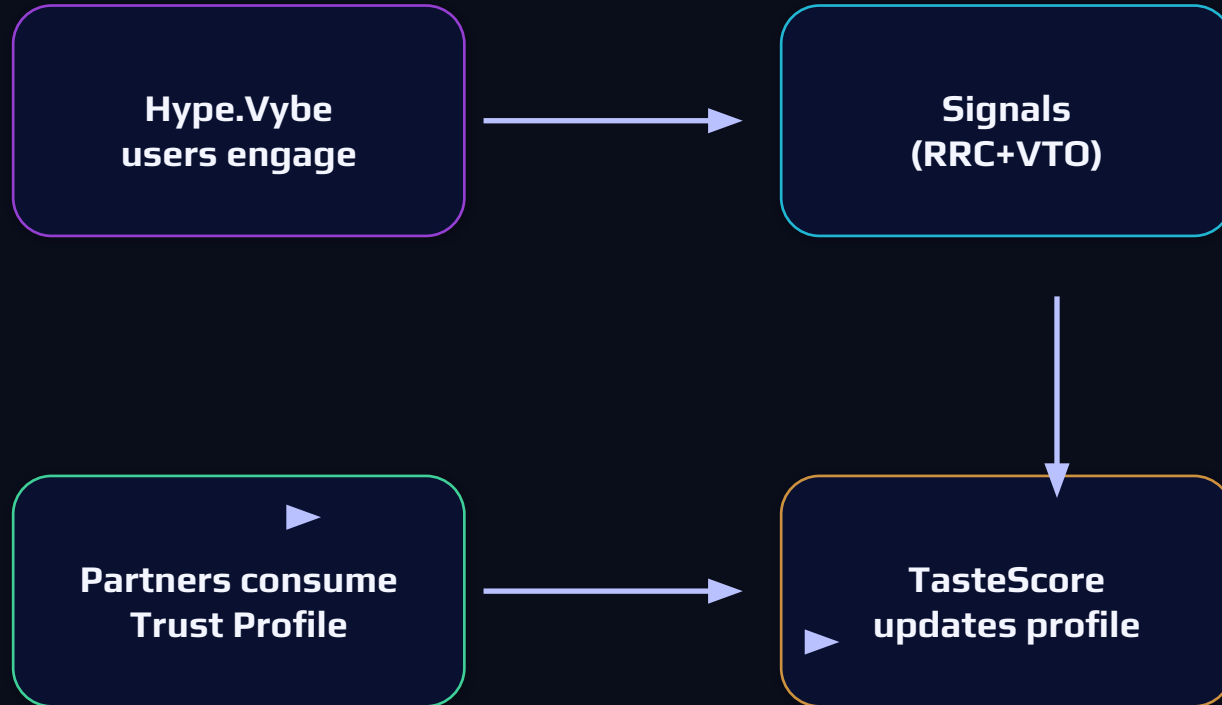 Hype.Vybe
users engage
Signals
(RRC+VTO)
Partners consume
Trust Profile
TasteScore
updates profile